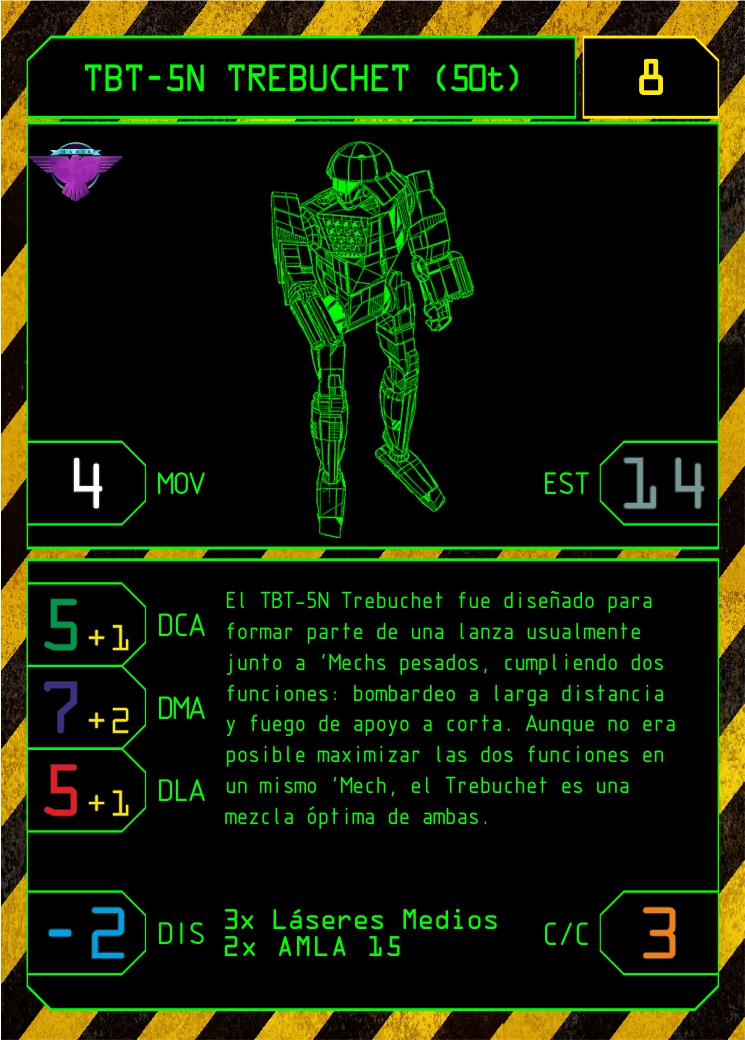 TBT-5N TREBUCHET (50t)
8
MARIK
4 MOV
EST 14
5 +1 DCA
7 +2 DMA
5 +1 DLA
El TBT-5N Trebuchet fue diseñado para
formar parte de una lanza usualmente
junto a 'Mechs pesados, cumpliendo dos
funciones: bombardeo a larga distancia
y fuego de apoyo a corta. Aunque no era
posible maximizar las dos funciones en
un mismo 'Mech, el Trebuchet es una
mezcla óptima de ambas.
-2 DIS
3x Láseres Medios
2x AMLA 15
C/C 3